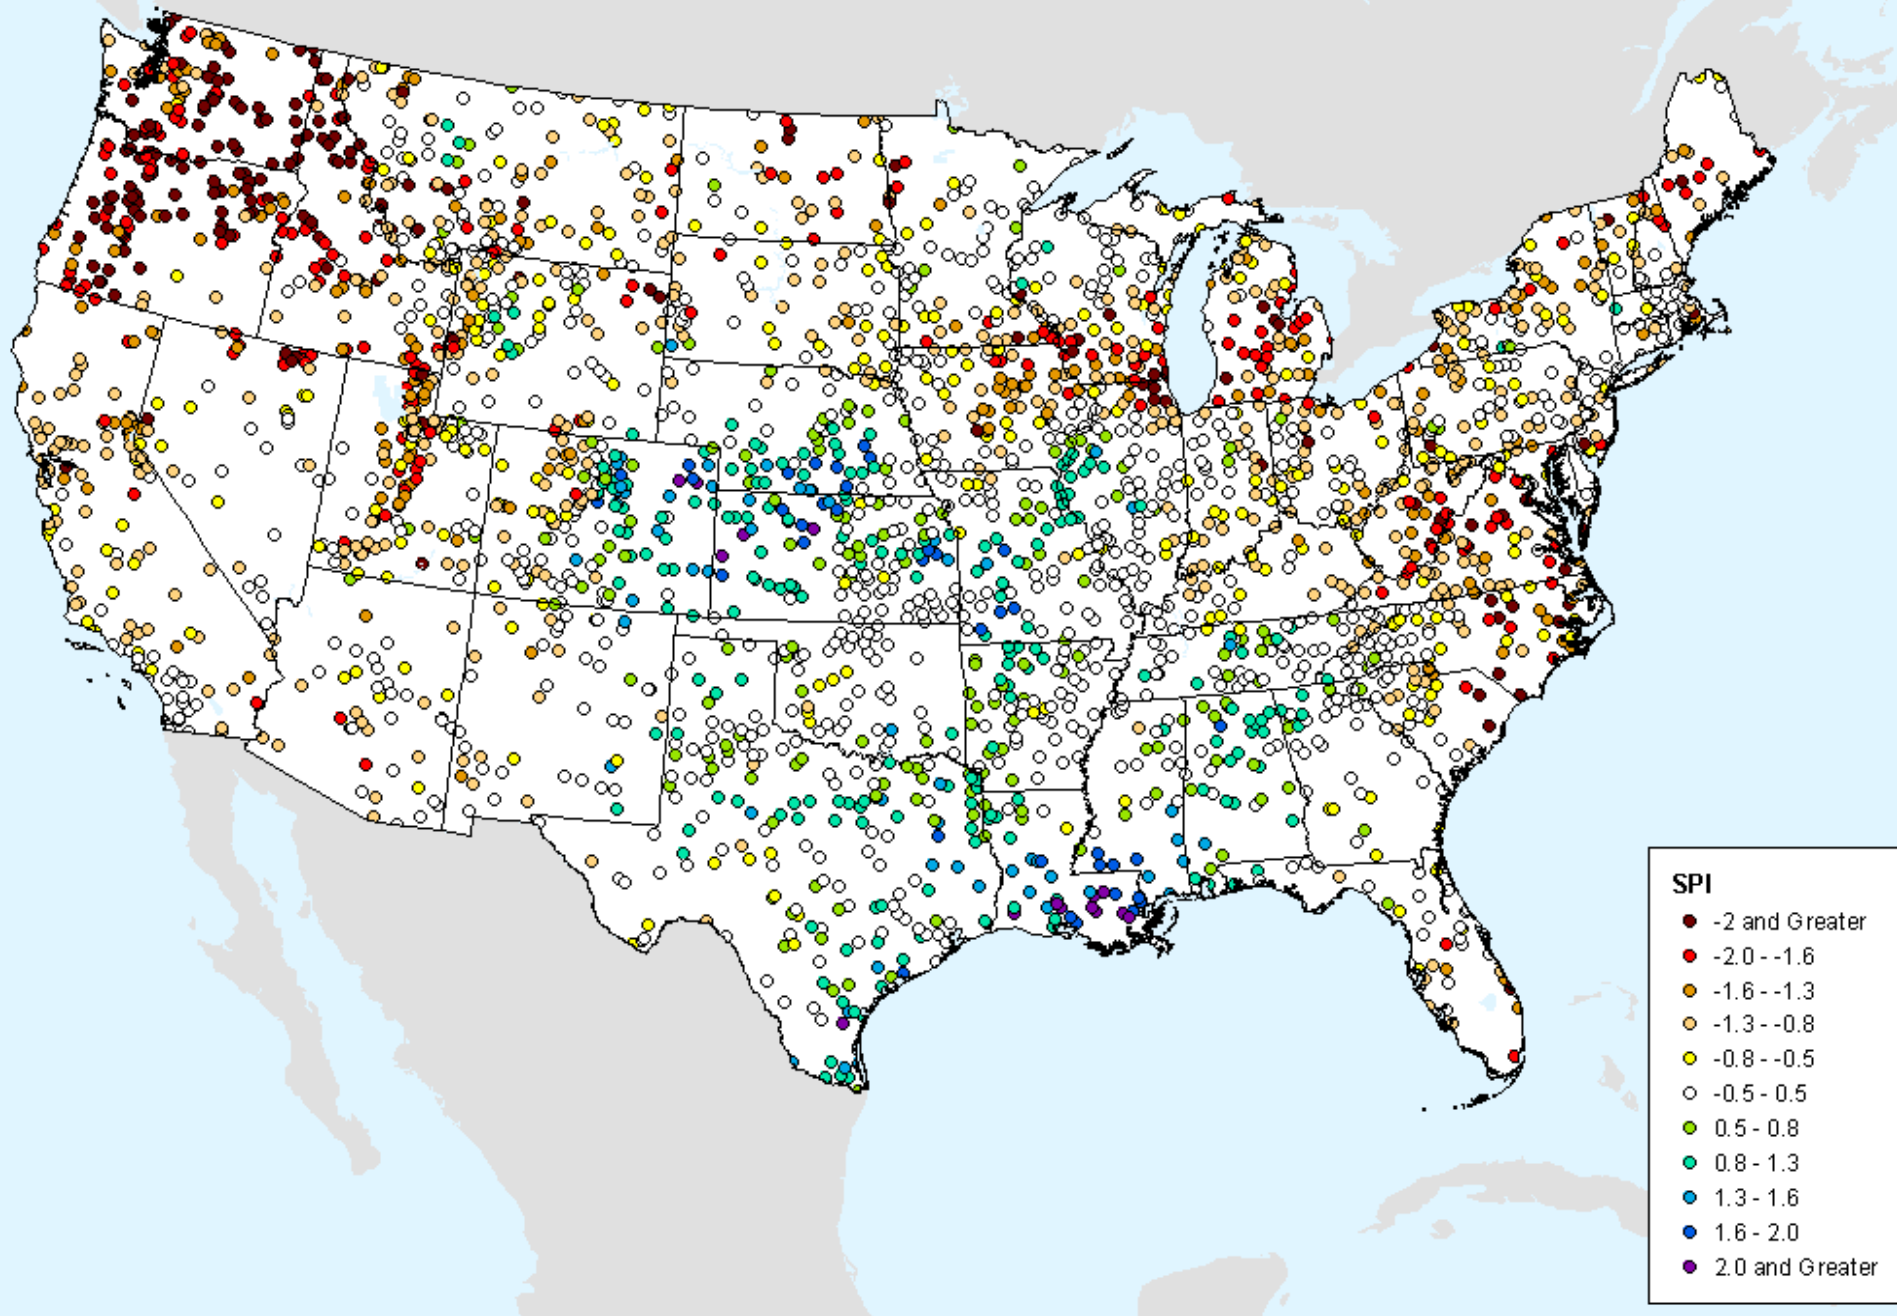 SPI
-2 and Greater
-2.0 - -1.6
-1.6 - -1.3
-1.3 - -0.8
-0.8 - -0.5
-0.5 - 0.5
0.5 - 0.8
0.8 - 1.3
1.3 - 1.6
1.6 - 2.0
2.0 and Greater